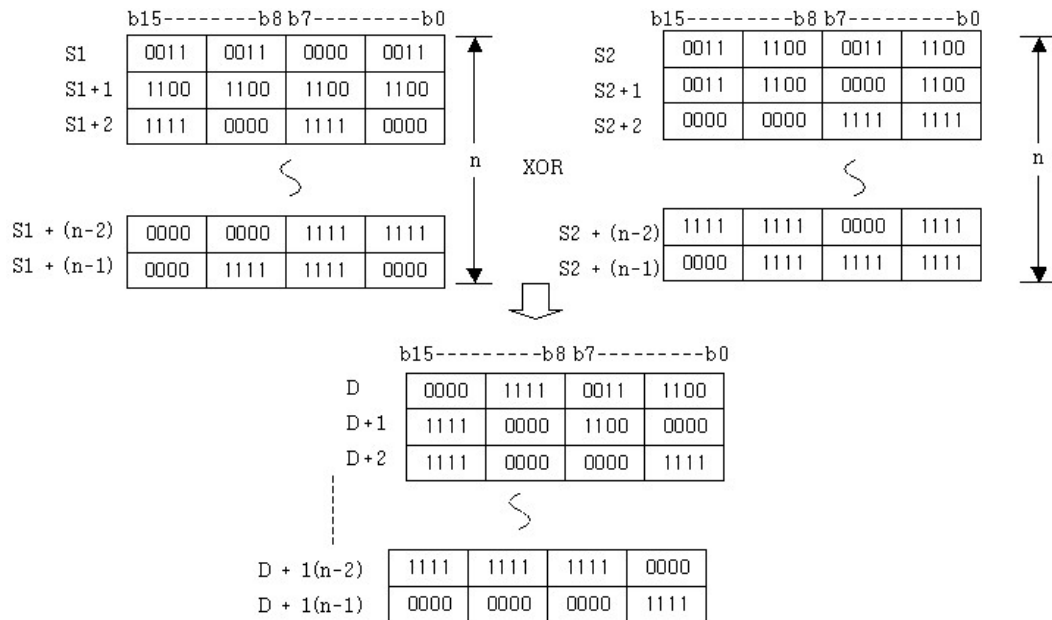 b15---------b8 b7---------b0
S1 0011 0011 0000 0011
S1+1 1100 1100 1100 1100
S1+2 1111 0000 1111 0000
n
S1 + (n-2) 0000 0000 1111 1111
S1 + (n-1) 0000 1111 1111 0000
XOR
b15---------b8 b7---------b0
S2 0011 1100 0011 1100
S2+1 0011 1100 0000 1100
S2+2 0000 0000 1111 1111
n
S2 + (n-2) 1111 1111 0000 1111
S2 + (n-1) 0000 1111 1111 1111
b15---------b8 b7---------b0
D 0000 1111 0011 1100
D+1 1111 0000 1100 0000
D+2 1111 0000 0000 1111
D + 1(n-2) 1111 1111 1111 0000
D + 1(n-1) 0000 0000 0000 1111